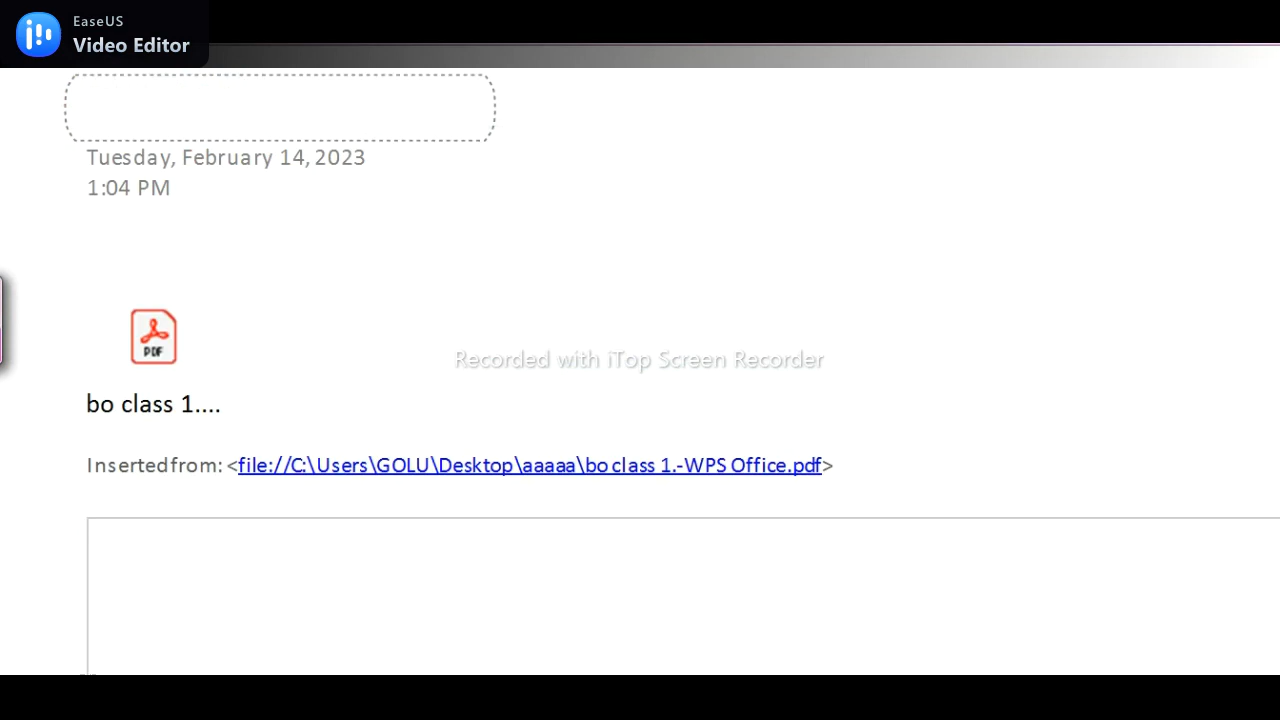 EaseUS
Video Editor
Tuesday, February 14, 2023
1:04 PM
PDF
Recorded with iTop Screen Recorder
bo class 1....
Inserted from: <file://C:\Users\GOLU\Desktop\aaaaa\bo class 1.-WPS Office.pdf>